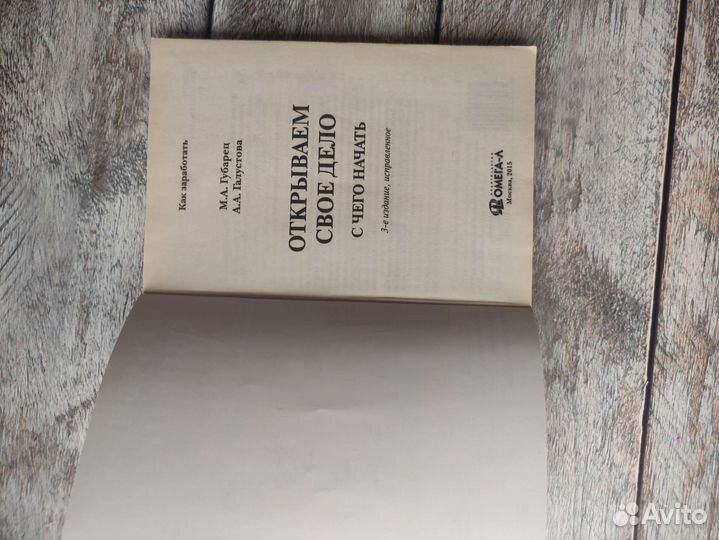 Как заработать
М.А. Губарец
А.А. Галустова
ОТКРЫВАЕМ
СВОЕ ДЕЛО
С ЧЕГО НАЧАТЬ
3-е издание, исправленное
ОМЕГА-Л
Москва, 2015
Avito